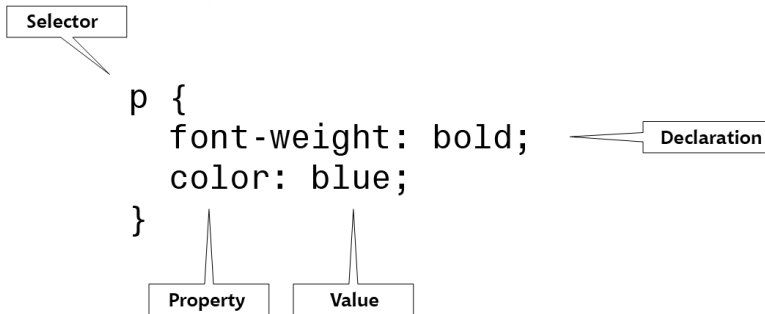 Selector
p {
font-weight: bold;
Declaration
color: blue;
}
Property
Value